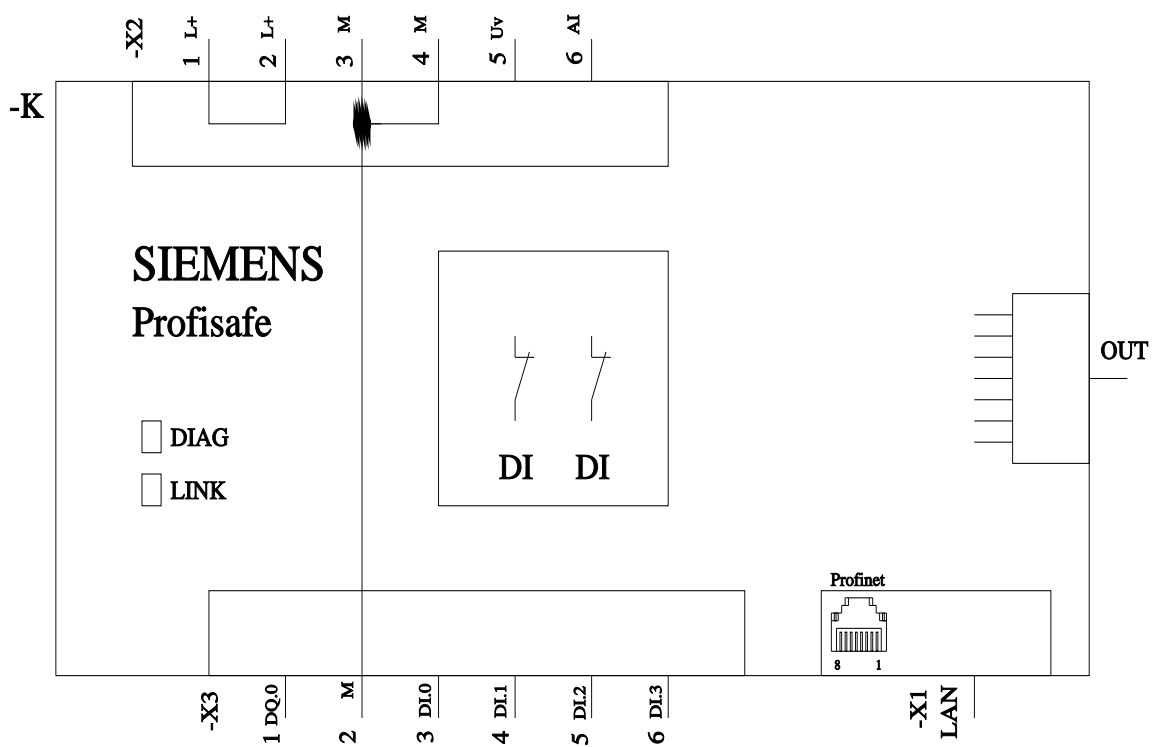 -X2
1 L+
2 L+
3 M
4 M
5 Uv
6 AI
-K
SIEMENS
Profisafe
DIAG
LINK
DI DI
OUT
Profinet
8 1
-X3
1 DQ.0
2 M
3 DI.0
4 DI.1
5 DI.2
6 DI.3
-X1
LAN